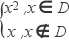 {x², x ∈ D
x, x ∉ D